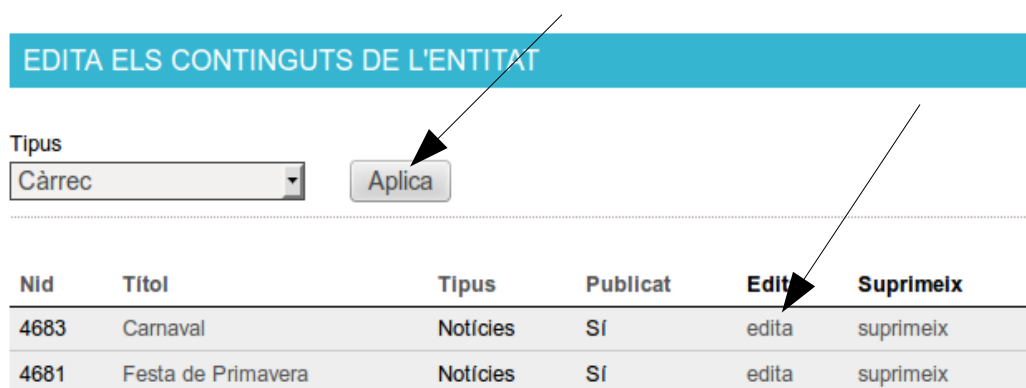 EDITA ELS CONTINGUTS DE L'ENTITAT
Tipus
Càrrec Aplica
Nid Títol Tipus Publicat Edita Suprimeix
4683 Carnaval Notícies Sí edita suprimeix
4681 Festa de Primavera Notícies Sí edita suprimeix